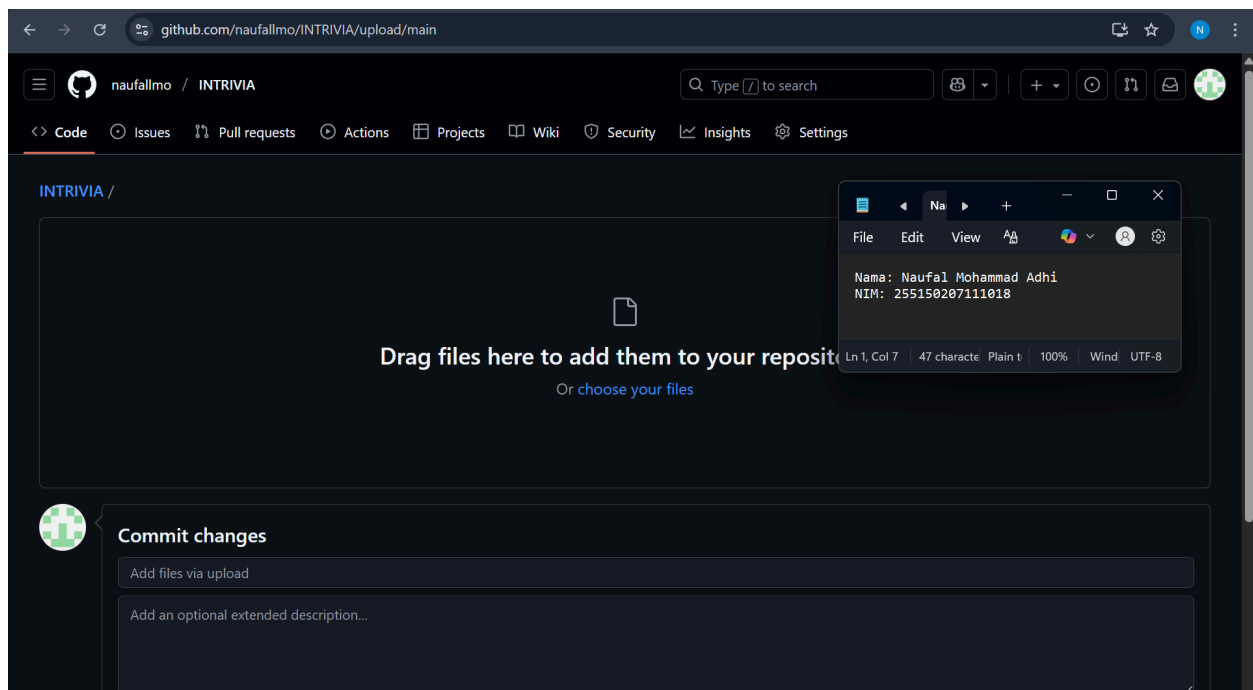 github.com/naufallmo/INTRIVIA/upload/main
N
naufallmo / INTRIVIA
Type / to search
Code Issues Pull requests Actions Projects Wiki Security Insights Settings
INTRIVIA /
Na
File Edit View
Nama: Naufal Mohammad Adhi
NIM: 255150207111018
Ln 1, Col 7 47 characte Plain t 100% Wind UTF-8
Drag files here to add them to your reposit
Or choose your files
Commit changes
Add files via upload
Add an optional extended description...